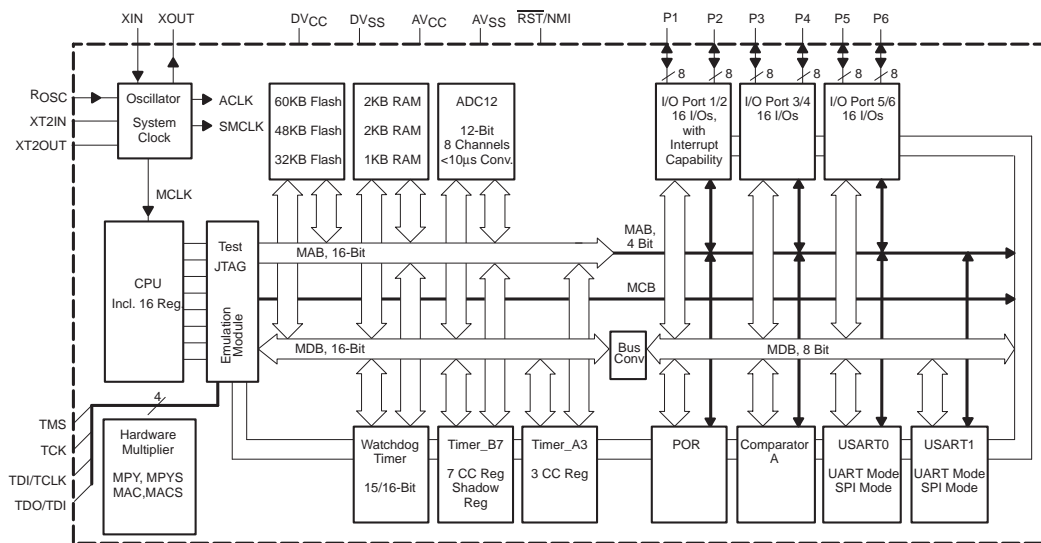 XIN XOUT DVCC DVSS AVCC AVSS RST/NMI P1 P2 P3 P4 P5 P6
8 8 8 8 8 8
ROSC
XT2IN
XT2OUT
Oscillator
System
Clock
ACLK
SMCLK
MCLK
60KB Flash
48KB Flash
32KB Flash
2KB RAM
2KB RAM
1KB RAM
ADC12
12-Bit
8 Channels
<10µs Conv.
I/O Port 1/2
16 I/Os,
with
Interrupt
Capability
I/O Port 3/4
16 I/Os
I/O Port 5/6
16 I/Os
CPU
Incl. 16 Reg.
Test
JTAG
Emulation
Module
MAB, 16-Bit
MAB,
4 Bit
MCB
MDB, 16-Bit
Bus
Conv
MDB, 8 Bit
4
TMS
TCK
TDI/TCLK
TDO/TDI
Hardware
Multiplier
MPY, MPYS
MAC,MACS
Watchdog
Timer
15/16-Bit
Timer_B7
7 CC Reg
Shadow
Reg
Timer_A3
3 CC Reg
POR
Comparator
A
USART0
UART Mode
SPI Mode
USART1
UART Mode
SPI Mode